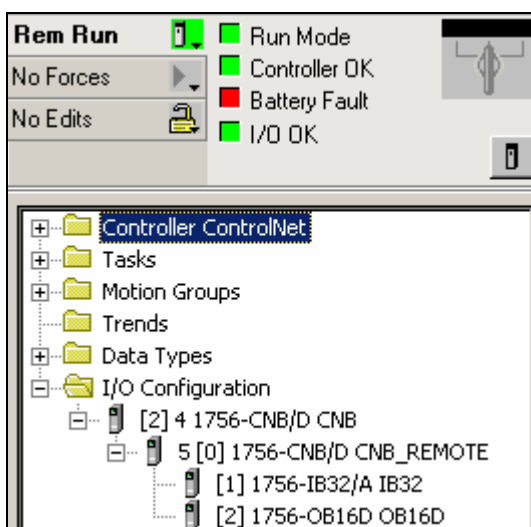 Rem Run
Run Mode
No Forces
Controller OK
Battery Fault
No Edits
I/O OK
Controller ControlNet
Tasks
Motion Groups
Trends
Data Types
I/O Configuration
[2] 4 1756-CNB/D CNB
5 [0] 1756-CNB/D CNB_REMOTE
[1] 1756-IB32/A IB32
[2] 1756-OB16D OB16D